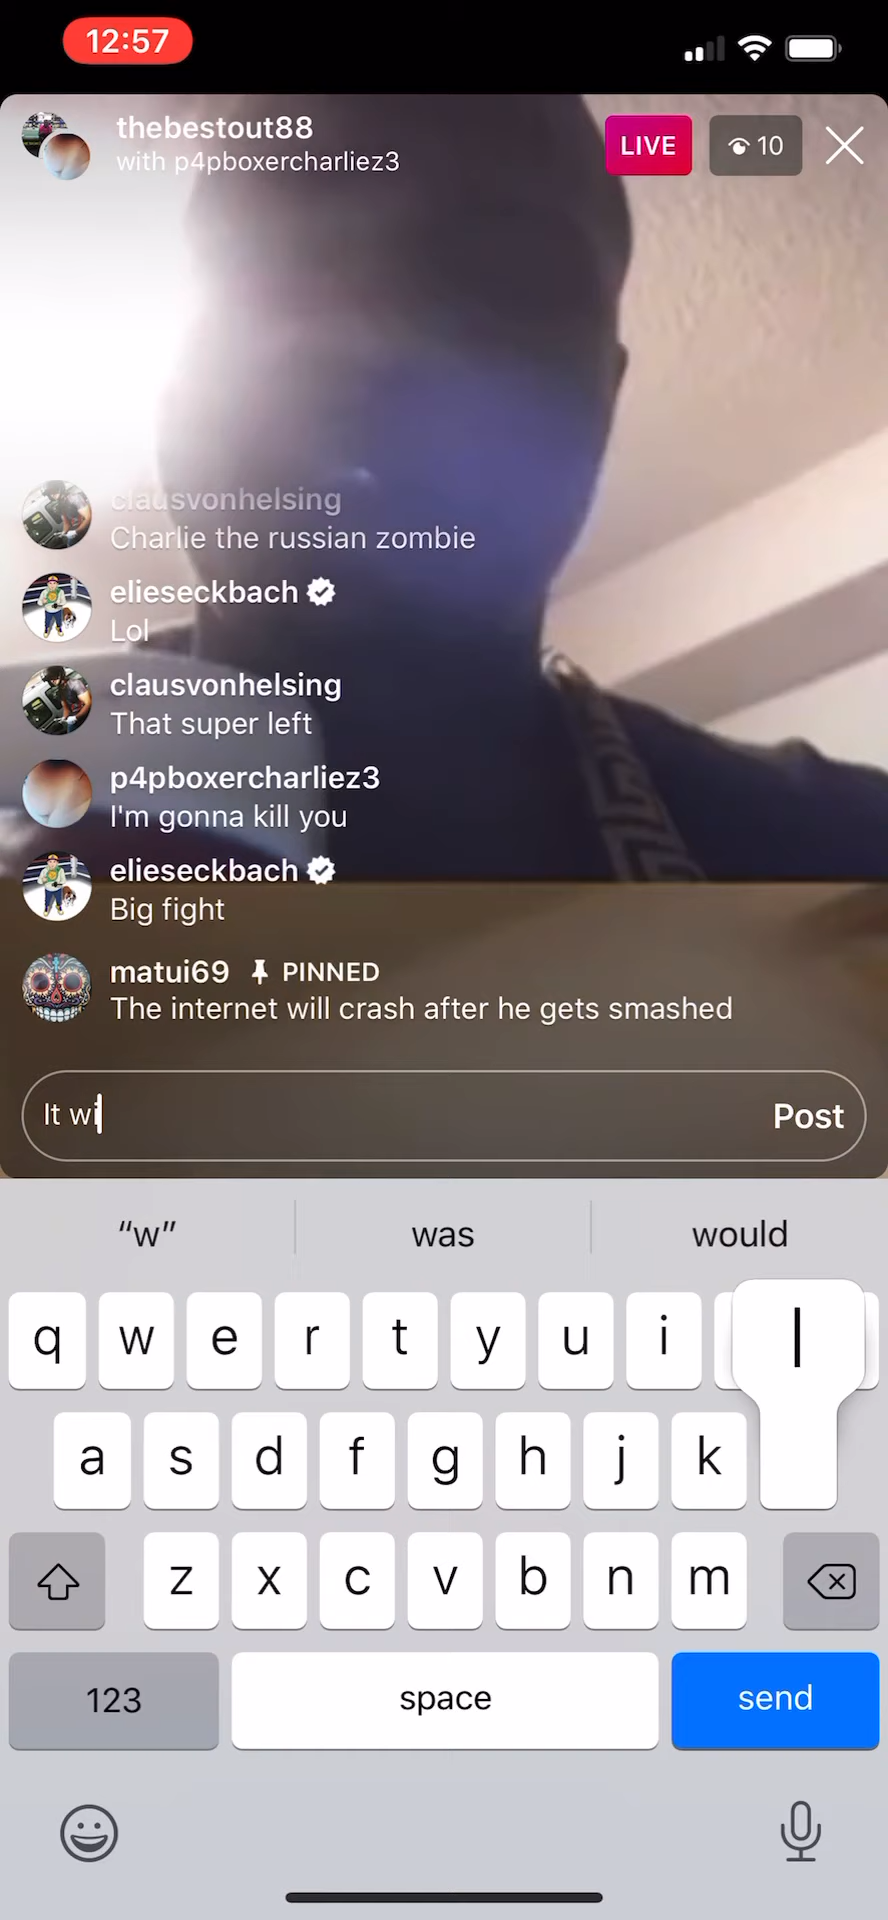 12:57
thebestout88
with p4pboxercharliez3
LIVE
10
clausvonhelsing
Charlie the russian zombie
elieseckbach
Lol
clausvonhelsing
That super left
p4pboxercharliez3
I'm gonna kill you
elieseckbach
Big fight
matui69 PINNED
The internet will crash after he gets smashed
It wi
Post
“w” was would
q w e r t y u i l
a s d f g h j k
z x c v b n m
123 space send